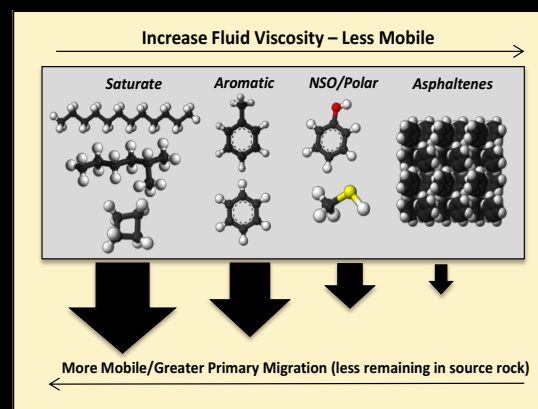 Increase Fluid Viscosity – Less Mobile
Saturate Aromatic NSO/Polar Asphaltenes
More Mobile/Greater Primary Migration (less remaining in source rock)